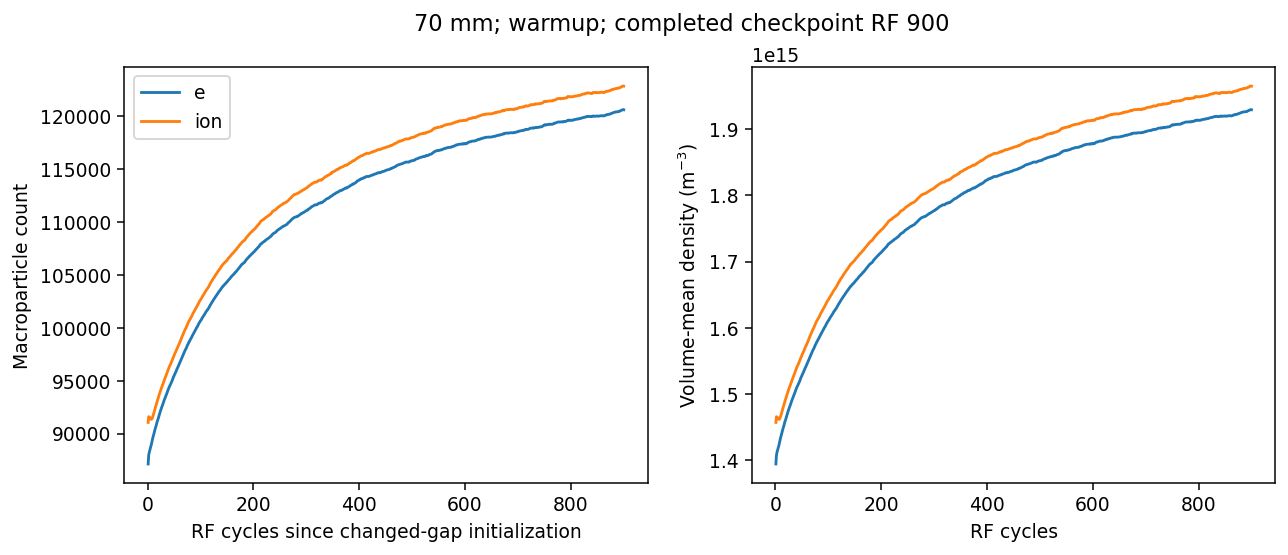 70 mm; warmup; completed checkpoint RF 900
e
ion
120000
115000
110000
105000
100000
95000
90000
Macroparticle count
0 200 400 600 800
RF cycles since changed-gap initialization
1e15
1.9
1.8
1.7
1.6
1.5
1.4
Volume-mean density (m⁻³)
0 200 400 600 800
RF cycles